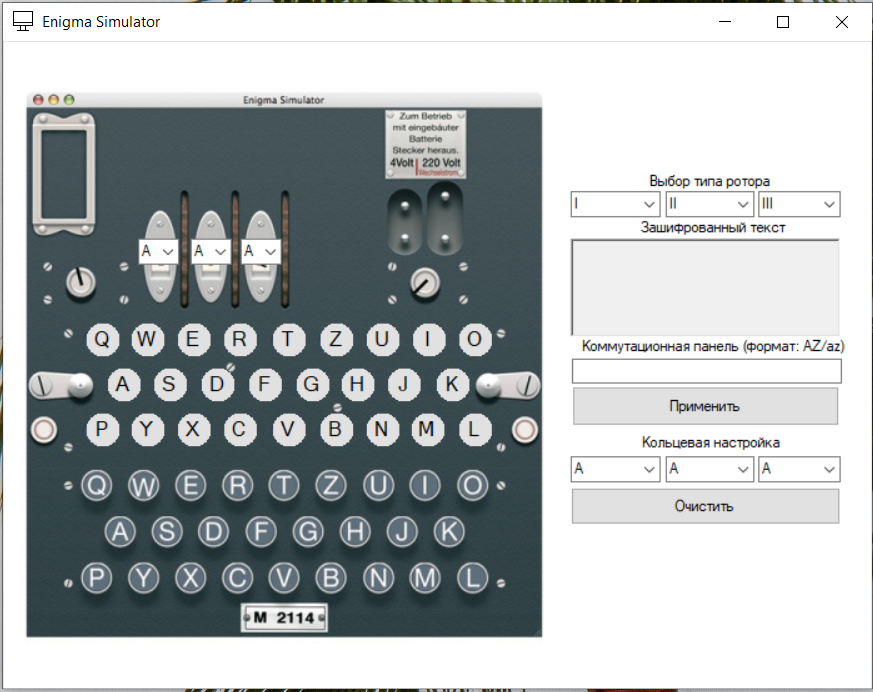 Enigma Simulator
Enigma Simulator
Zum Betrieb
mit eingebäuter
Batterie
Stecker heraus.
4Volt 220 Volt
Wechselstrom
A A A
Q W E R T Z U I O
A S D F G H J K
P Y X C V B N M L
Q W E R T Z U I O
A S D F G H J K
P Y X C V B N M L
M 2114
Выбор типа ротора
I II III
Зашифрованный текст
Коммутационная панель (формат: AZ/az)
Применить
Кольцевая настройка
A A A
Очистить